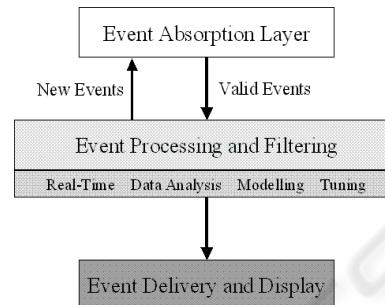 Event Absorption Layer
New Events Valid Events
Event Processing and Filtering
Real-Time Data Analysis Modelling Tuning
Event Delivery and Display